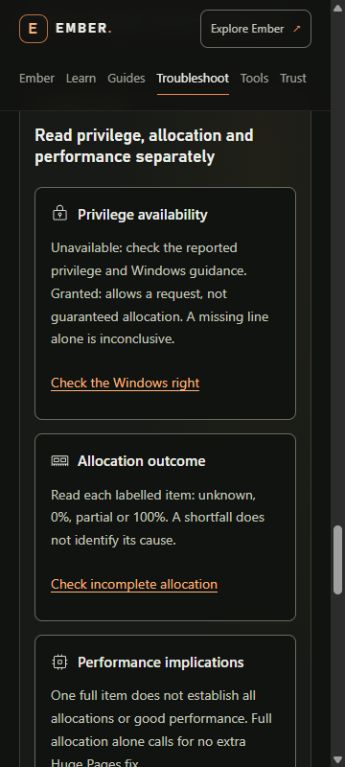 E EMBER.
Explore Ember ↗
Ember Learn Guides Troubleshoot Tools Trust
Read privilege, allocation and
performance separately
Privilege availability
Unavailable: check the reported
privilege and Windows guidance.
Granted: allows a request, not
guaranteed allocation. A missing line
alone is inconclusive.
Check the Windows right
Allocation outcome
Read each labelled item: unknown,
0%, partial or 100%. A shortfall does
not identify its cause.
Check incomplete allocation
Performance implications
One full item does not establish all
allocations or good performance. Full
allocation alone calls for no extra
Huge Pages fix.